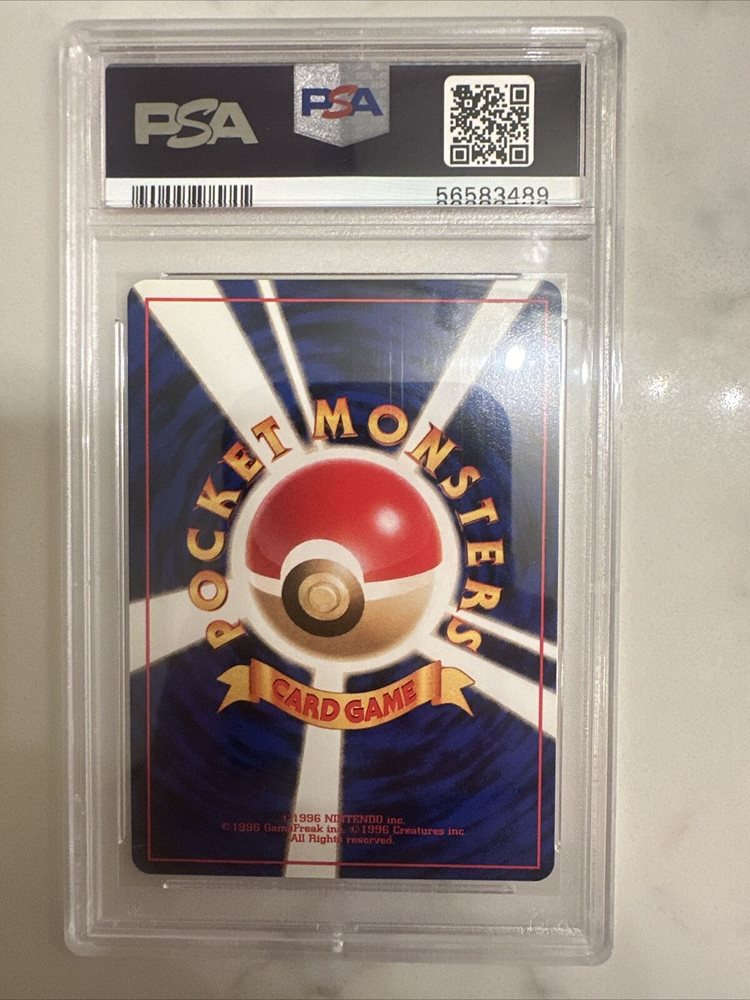 PSA PSA
56583489
POCKET MONSTERS
CARD GAME
©1996 NINTENDO inc.
©1996 GameFreak inc. ©1996 Creatures inc.
All Rights reserved.